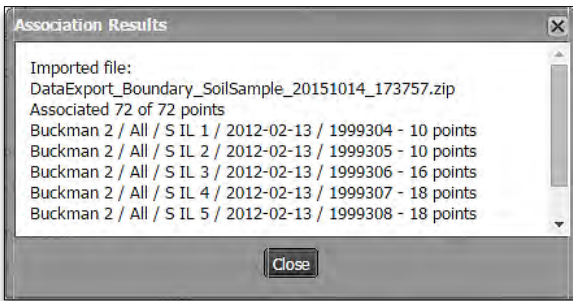 Association Results
Imported file:
DataExport_Boundary_SoilSample_20151014_173757.zip
Associated 72 of 72 points
Buckman 2 / All / S IL 1 / 2012-02-13 / 1999304 - 10 points
Buckman 2 / All / S IL 2 / 2012-02-13 / 1999305 - 10 points
Buckman 2 / All / S IL 3 / 2012-02-13 / 1999306 - 16 points
Buckman 2 / All / S IL 4 / 2012-02-13 / 1999307 - 18 points
Buckman 2 / All / S IL 5 / 2012-02-13 / 1999308 - 18 points
Close